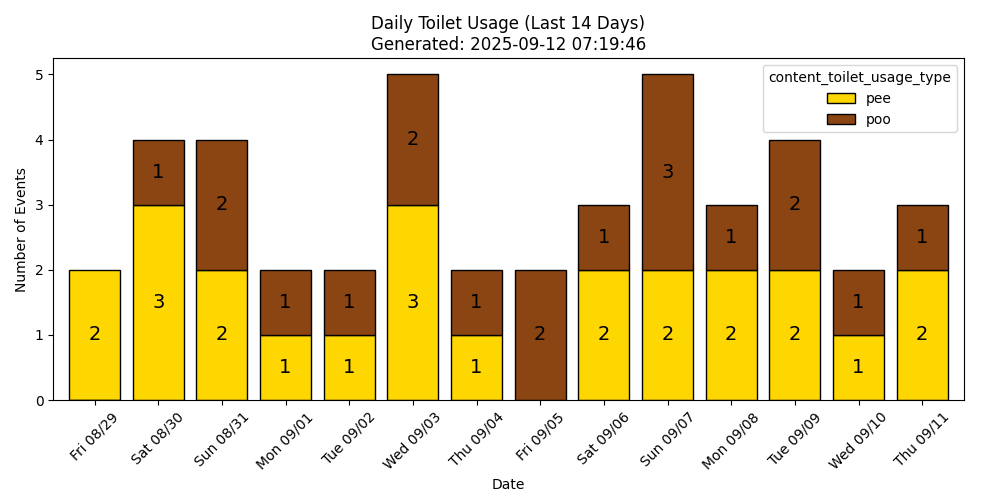 Daily Toilet Usage (Last 14 Days)
Generated: 2025-09-12 07:19:46
content_toilet_usage_type
pee
poo
Number of Events
5
4
3
2
1
0
2
3
1
2
2
1
1
1
1
3
2
1
1
2
2
1
2
3
2
1
2
2
1
1
2
1
Fri 08/29
Sat 08/30
Sun 08/31
Mon 09/01
Tue 09/02
Wed 09/03
Thu 09/04
Fri 09/05
Sat 09/06
Sun 09/07
Mon 09/08
Tue 09/09
Wed 09/10
Thu 09/11
Date